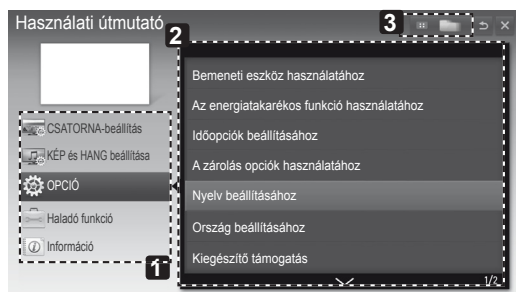 Használati útmutató
2
3
Bemeneti eszköz használatához
Az energiatakarékos funkció használatához
Időopciók beállításához
A zárolás opciók használatához
Nyelv beállításához
Ország beállításához
Kiegészítő támogatás
1/2
CSATORNA-beállítás
KÉP és HANG beállítása
OPCIÓ
Haladó funkció
Információ
1